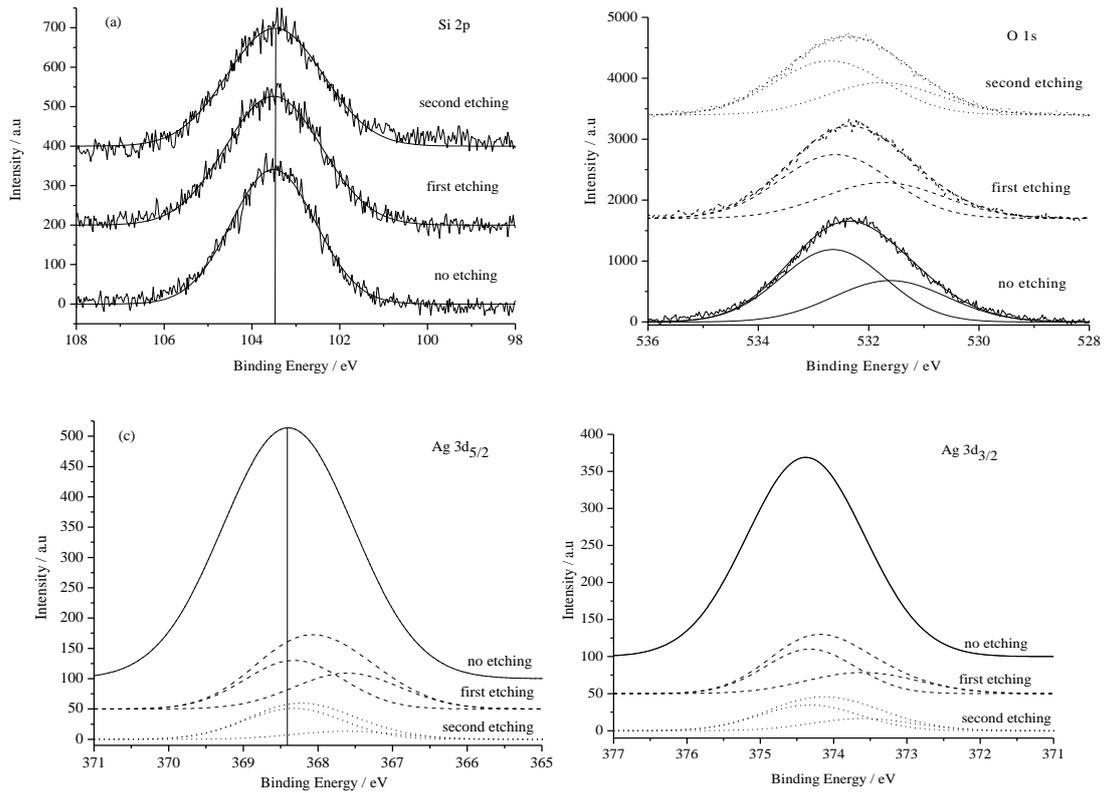 (a)
Si 2p
700
600
500
400
300
200
100
0
Intensity / a.u
second etching
first etching
no etching
108 106 104 102 100 98
Binding Energy / eV
O 1s
5000
4000
3000
2000
1000
0
Intensity / a.u
second etching
first etching
no etching
536 534 532 530 528
Binding Energy / eV
(c)
Ag 3d5/2
500
450
400
350
300
250
200
150
100
50
0
Intensity / a.u
no etching
first etching
second etching
371 370 369 368 367 366 365
Binding Energy / eV
Ag 3d3/2
400
350
300
250
200
150
100
50
0
Intensity / a.u
no etching
first etching
second etching
377 376 375 374 373 372 371
Binding Energy / eV